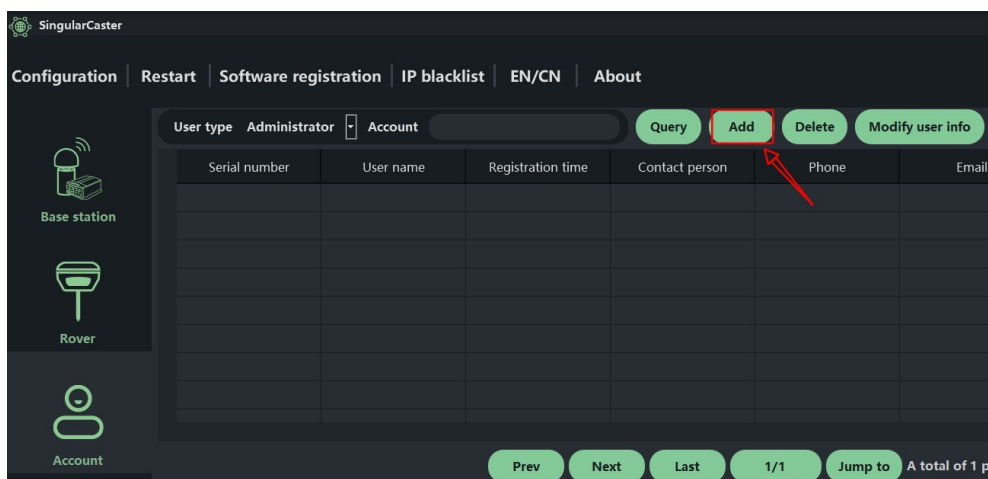 SingularCaster
Configuration Restart Software registration IP blacklist EN/CN About
User type Administrator Account Query Add Delete Modify user info
Serial number User name Registration time Contact person Phone Email
Base station
Rover
Account
Prev Next Last 1/1 Jump to A total of 1 p